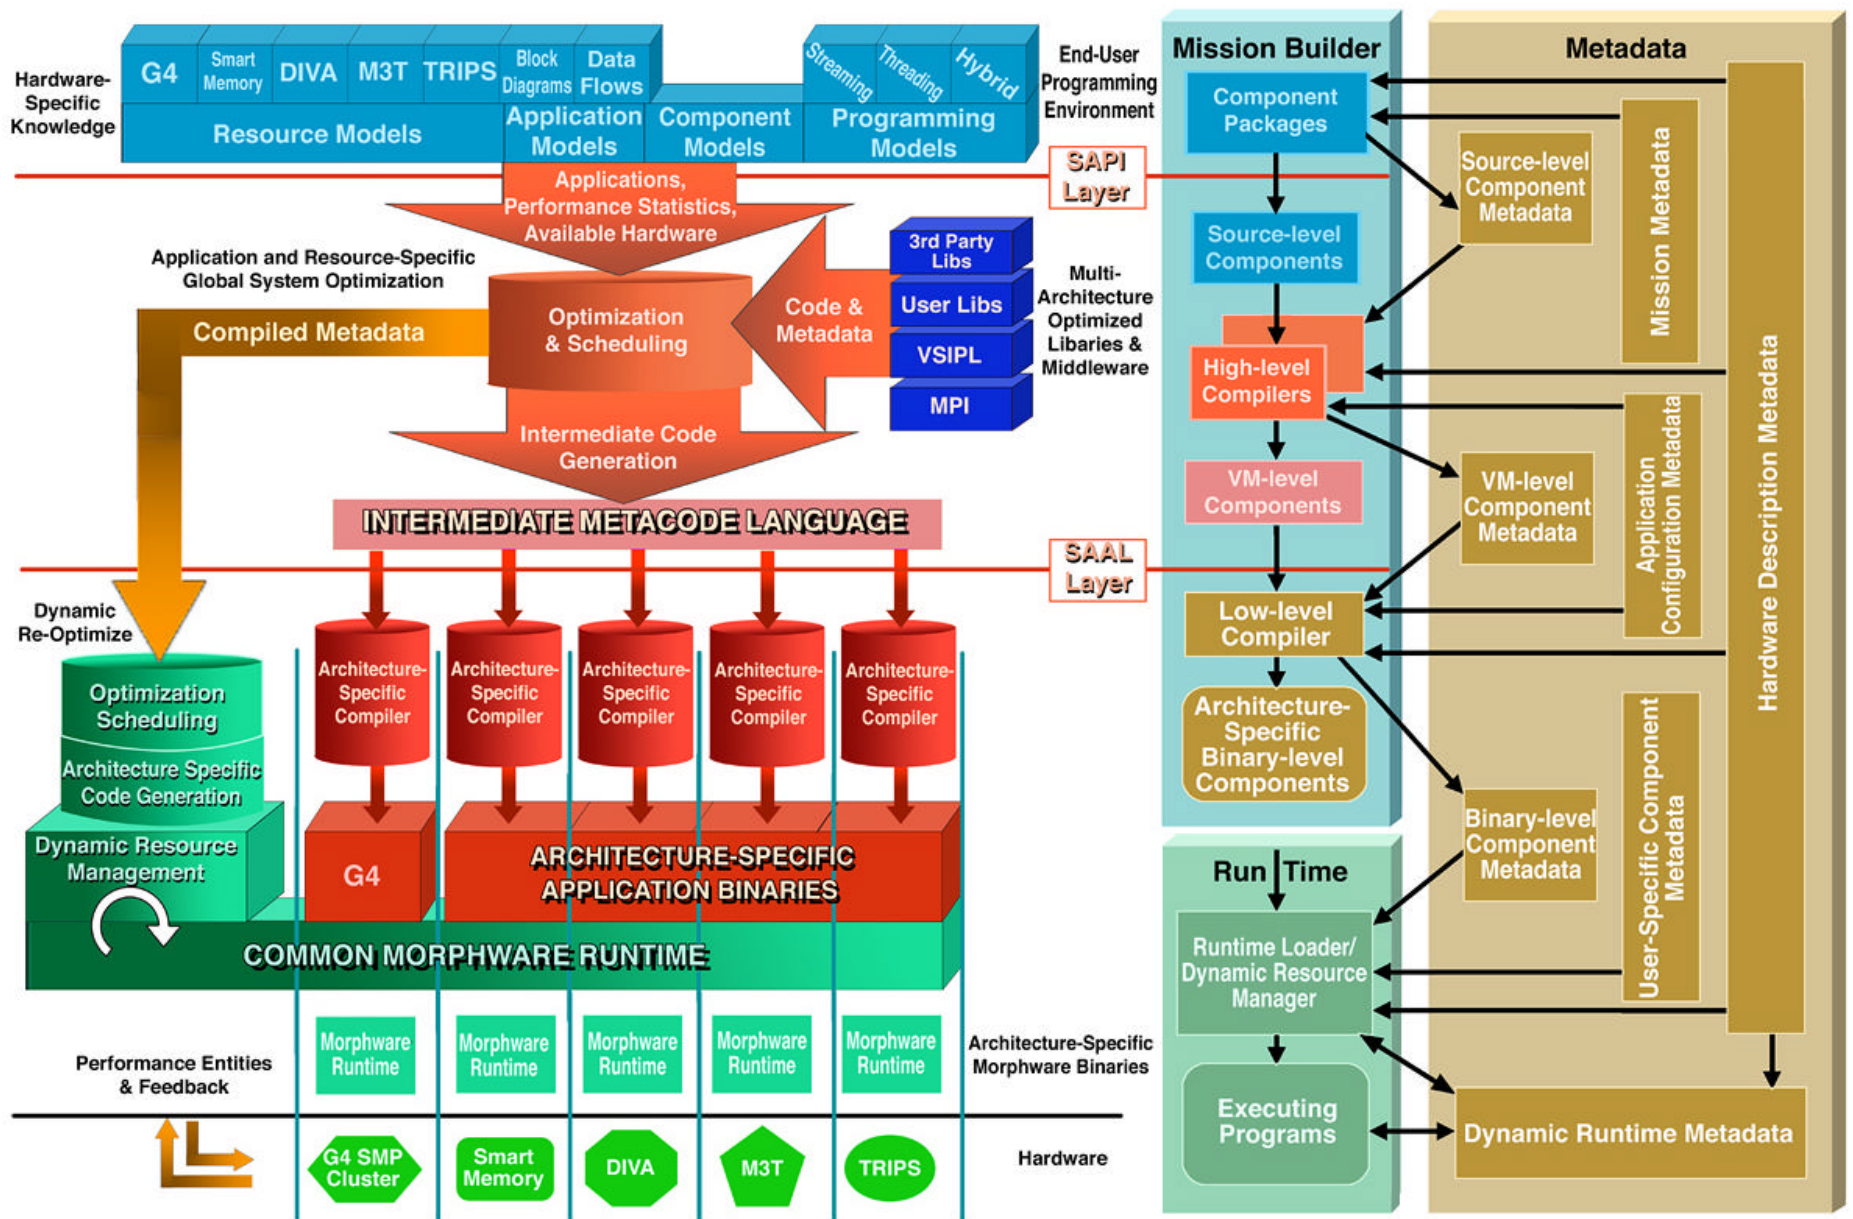 Hardware-
Specific
Knowledge
G4
Smart
Memory
DIVA
M3T
TRIPS
Block
Diagrams
Data
Flows
Streaming
Threading
Hybrid
Resource Models
Application
Models
Component
Models
Programming
Models
End-User
Programming
Environment
SAPI
Layer
Applications,
Performance Statistics,
Available Hardware
Application and Resource-Specific
Global System Optimization
Compiled Metadata
Optimization
& Scheduling
Code &
Metadata
3rd Party
Libs
User Libs
VSIPL
MPI
Multi-
Architecture
Optimized
Libaries &
Middleware
Intermediate Code
Generation
INTERMEDIATE METACODE LANGUAGE
SAAL
Layer
Dynamic
Re-Optimize
Optimization
Scheduling
Architecture Specific
Code Generation
Dynamic Resource
Management
Architecture-
Specific
Compiler
Architecture-
Specific
Compiler
Architecture-
Specific
Compiler
Architecture-
Specific
Compiler
Architecture-
Specific
Compiler
G4
ARCHITECTURE-SPECIFIC
APPLICATION BINARIES
COMMON MORPHWARE RUNTIME
Performance Entities
& Feedback
Morphware
Runtime
Morphware
Runtime
Morphware
Runtime
Morphware
Runtime
Morphware
Runtime
Architecture-Specific
Morphware Binaries
G4 SMP
Cluster
Smart
Memory
DIVA
M3T
TRIPS
Hardware
Mission Builder
Component
Packages
Source-level
Components
High-level
Compilers
VM-level
Components
Low-level
Compiler
Architecture-
Specific
Binary-level
Components
Run Time
Runtime Loader/
Dynamic Resource
Manager
Executing
Programs
Metadata
Source-level
Component
Metadata
Mission Metadata
VM-level
Component
Metadata
Application
Configuration Metadata
Hardware Description Metadata
Binary-level
Component
Metadata
User-Specific Component
Metadata
Dynamic Runtime Metadata